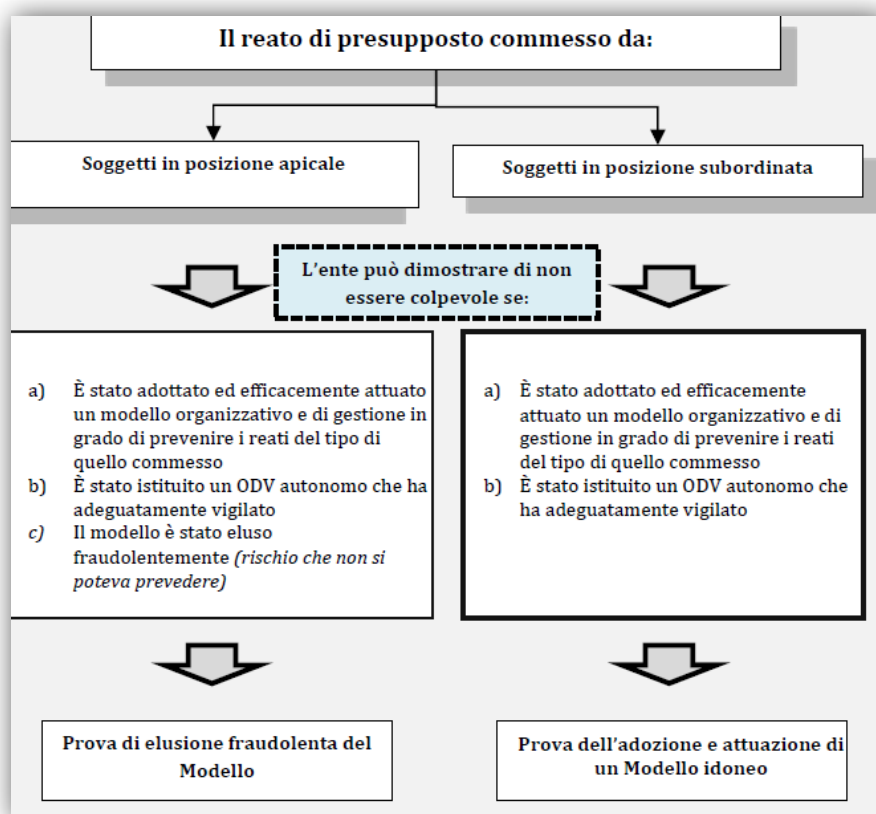 Il reato di presupposto commesso da:
Soggetti in posizione apicale
Soggetti in posizione subordinata
L'ente può dimostrare di non
essere colpevole se:
a) È stato adottato ed efficacemente attuato
un modello organizzativo e di gestione in
grado di prevenire i reati del tipo di
quello commesso
b) È stato istituito un ODV autonomo che ha
adeguatamente vigilato
c) Il modello è stato eluso
fraudolentemente (rischio che non si
poteva prevedere)
a) È stato adottato ed efficacemente
attuato un modello organizzativo e di
gestione in grado di prevenire i reati
del tipo di quello commesso
b) È stato istituito un ODV autonomo che
ha adeguatamente vigilato
Prova di elusione fraudolenta del
Modello
Prova dell'adozione e attuazione di
un Modello idoneo